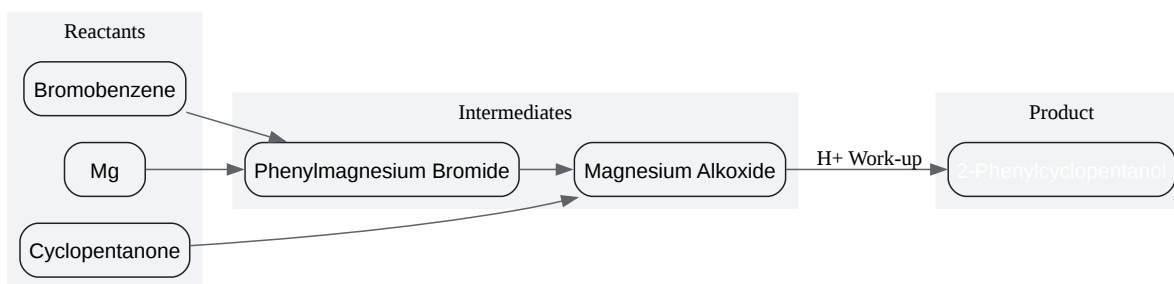 Reactants
Bromobenzene
Mg
Cyclopentanone
Intermediates
Phenylmagnesium Bromide
Magnesium Alkoxide
H+ Work-up
Product
2-Phenylcyclopentanol